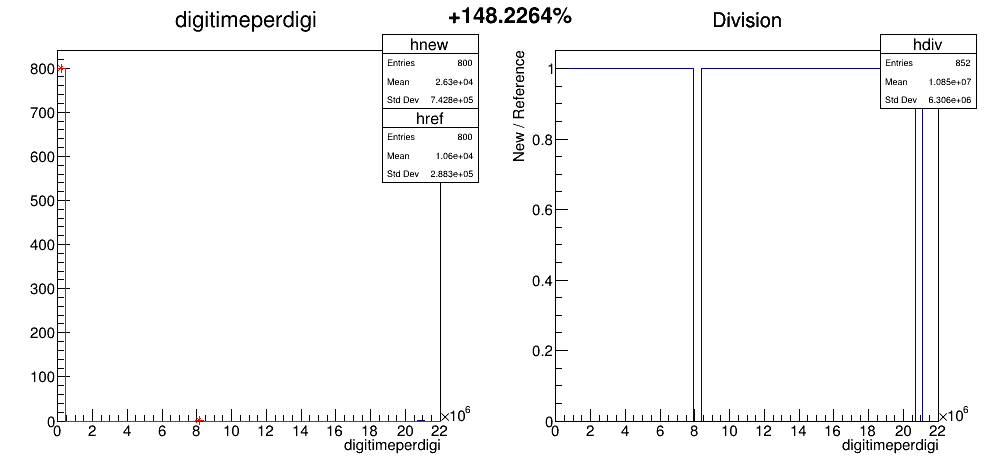 digitimeperdigi
+148.2264%
Division
hnew
Entries 800
Mean 2.63e+04
Std Dev 7.428e+05
href
Entries 800
Mean 1.06e+04
Std Dev 2.883e+05
800
700
600
500
400
300
200
100
0
0 2 4 6 8 10 12 14 16 18 20 22
×10⁶
digitimeperdigi
hdiv
Entries 852
Mean 1.085e+07
Std Dev 6.306e+06
New / Reference
1
0.8
0.6
0.4
0.2
0
0 2 4 6 8 10 12 14 16 18 20 22
×10⁶
digitimeperdigi